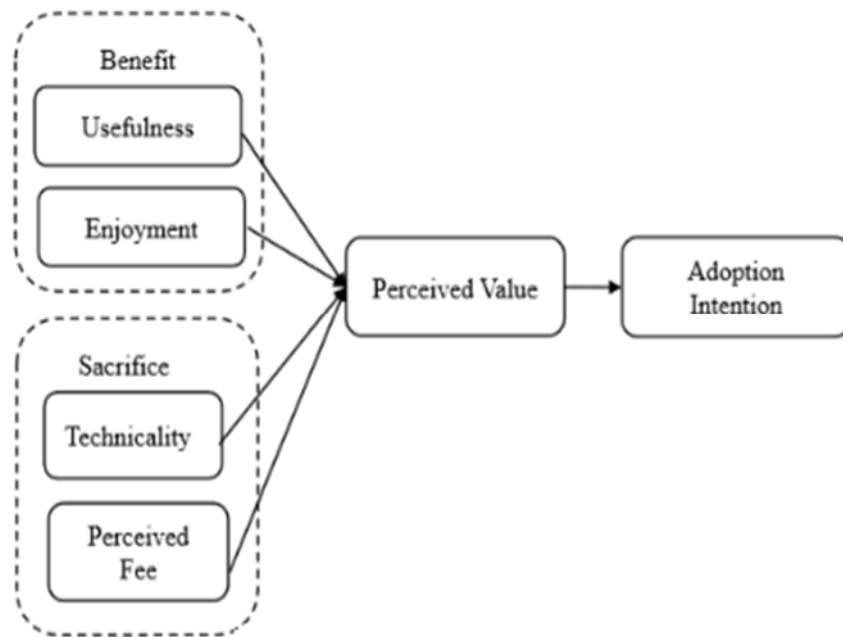 Benefit
Usefulness
Enjoyment
Sacrifice
Technicality
Perceived
Fee
Perceived Value
Adoption
Intention